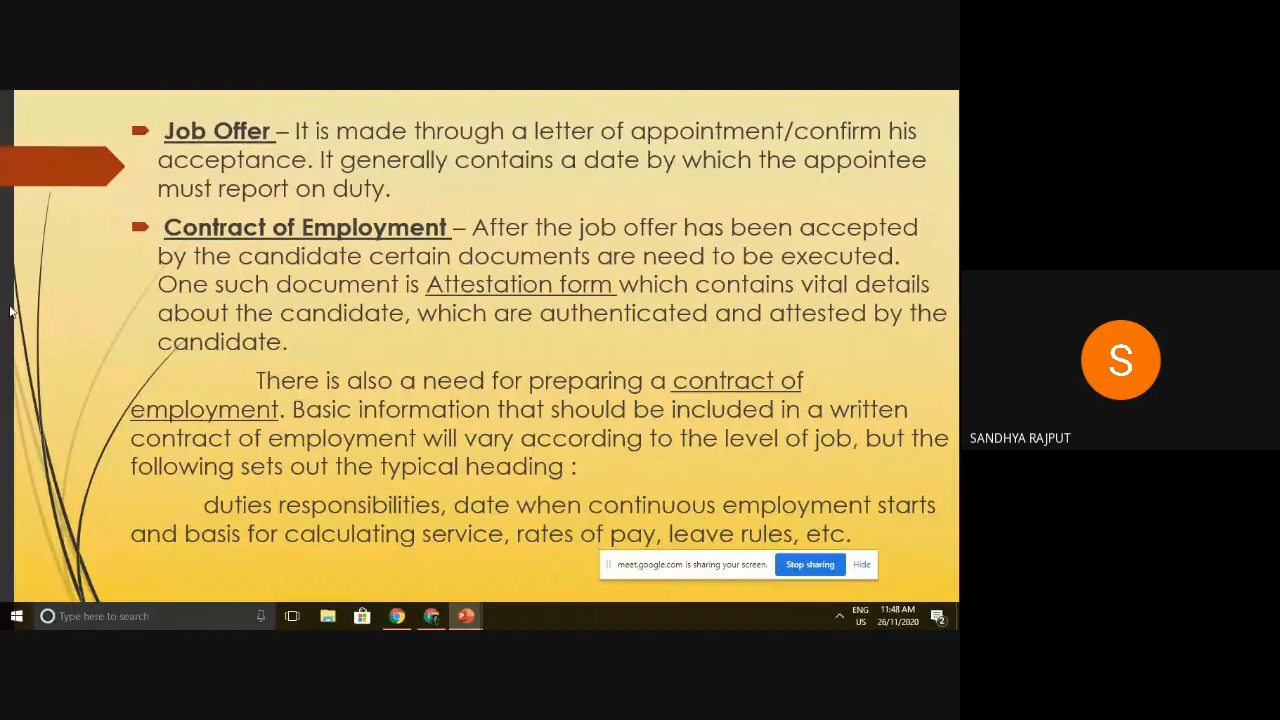 Job Offer – It is made through a letter of appointment/confirm his
acceptance. It generally contains a date by which the appointee
must report on duty.
Contract of Employment – After the job offer has been accepted
by the candidate certain documents are need to be executed.
One such document is Attestation form which contains vital details
about the candidate, which are authenticated and attested by the
candidate.
There is also a need for preparing a contract of
employment. Basic information that should be included in a written
contract of employment will vary according to the level of job, but the
following sets out the typical heading :
duties responsibilities, date when continuous employment starts
and basis for calculating service, rates of pay, leave rules, etc.
meet.google.com is sharing your screen. Stop sharing Hide
Type here to search
ENG
US
11:48 AM
26/11/2020
2
S
SANDHYA RAJPUT